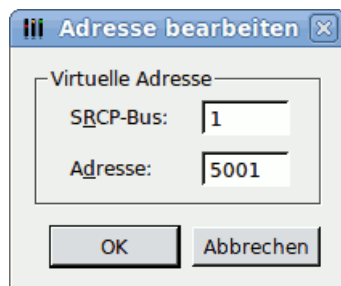 Adresse bearbeiten
Virtuelle Adresse
SRCP-Bus: 1
Adresse: 5001
OK Abbrechen